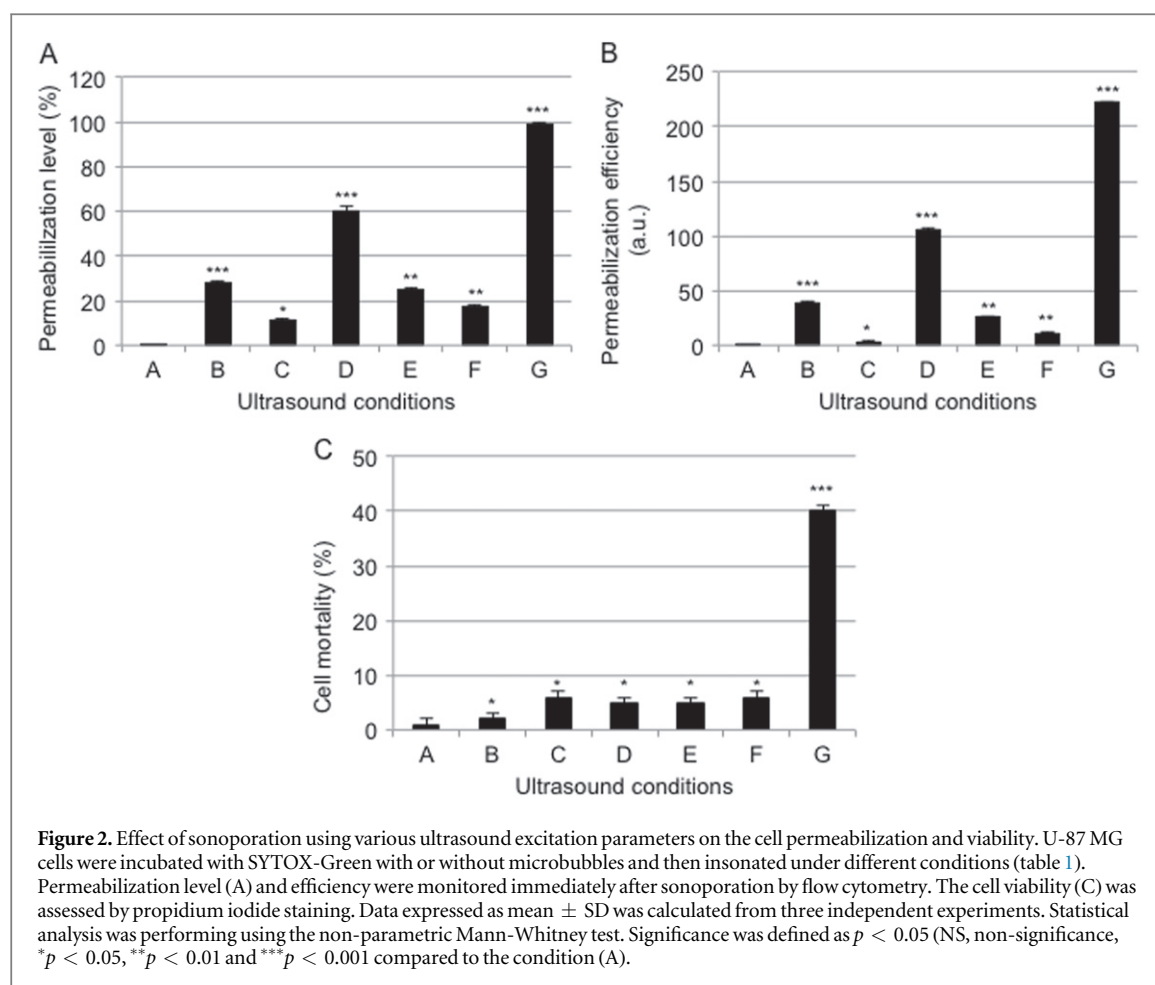 A
Permeabililzation level (%)
120
100
80
60
40
20
0
***
*
***
**
**
***
A B C D E F G
Ultrasound conditions
B
Permeabilization efficiency
(a.u.)
250
200
150
100
50
0
***
*
***
**
**
***
A B C D E F G
Ultrasound conditions
C
Cell mortality (%)
50
40
30
20
10
0
*
*
*
*
*
***
A B C D E F G
Ultrasound conditions
Figure 2. Effect of sonoporation using various ultrasound excitation parameters on the cell permeabilization and viability. U-87 MG
cells were incubated with SYTOX-Green with or without microbubbles and then insonated under different conditions (table 1).
Permeabilization level (A) and efficiency were monitored immediately after sonoporation by flow cytometry. The cell viability (C) was
assessed by propidium iodide staining. Data expressed as mean ± SD was calculated from three independent experiments. Statistical
analysis was performing using the non-parametric Mann-Whitney test. Significance was defined as p < 0.05 (NS, non-significance,
*p < 0.05, **p < 0.01 and ***p < 0.001 compared to the condition (A).